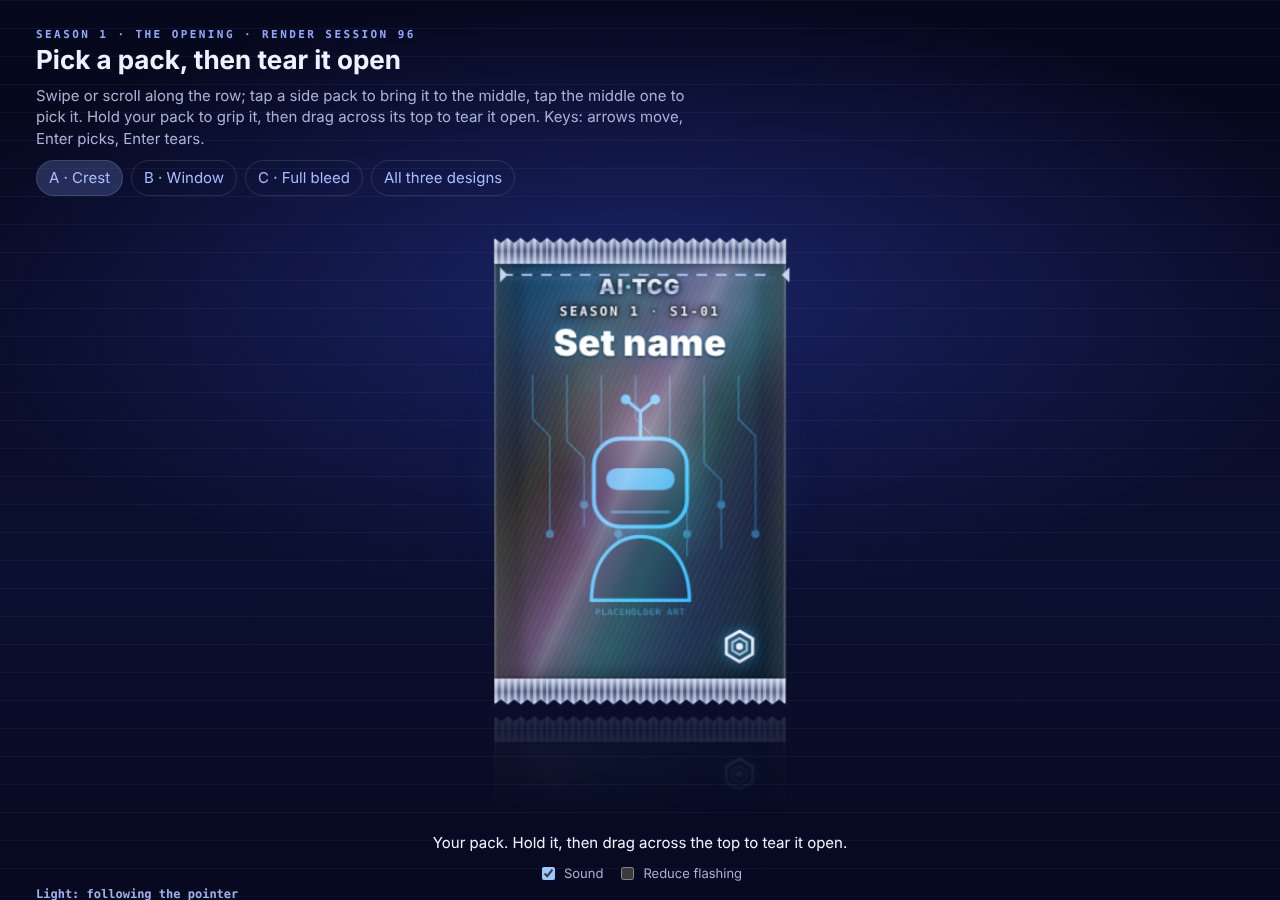 SEASON 1 · THE OPENING · RENDER SESSION 96
Pick a pack, then tear it open
Swipe or scroll along the row; tap a side pack to bring it to the middle, tap the middle one to
pick it. Hold your pack to grip it, then drag across its top to tear it open. Keys: arrows move,
Enter picks, Enter tears.
A · Crest
B · Window
C · Full bleed
All three designs
AI·TCG
SEASON 1 · S1-01
Set name
PLACEHOLDER ART
Your pack. Hold it, then drag across the top to tear it open.
Sound
Reduce flashing
Light: following the pointer